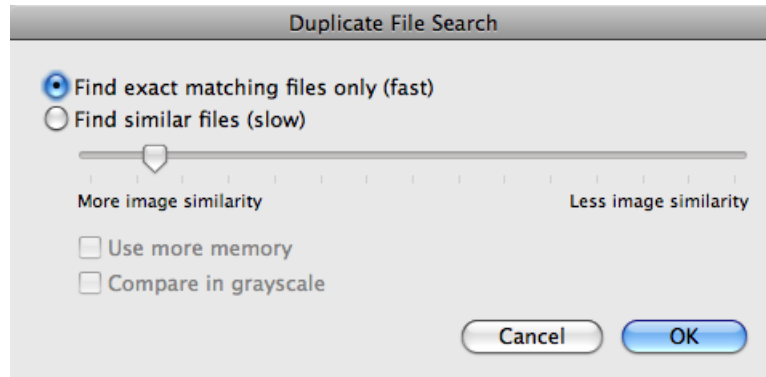 Duplicate File Search
Find exact matching files only (fast)
Find similar files (slow)
More image similarity Less image similarity
Use more memory
Compare in grayscale
Cancel OK